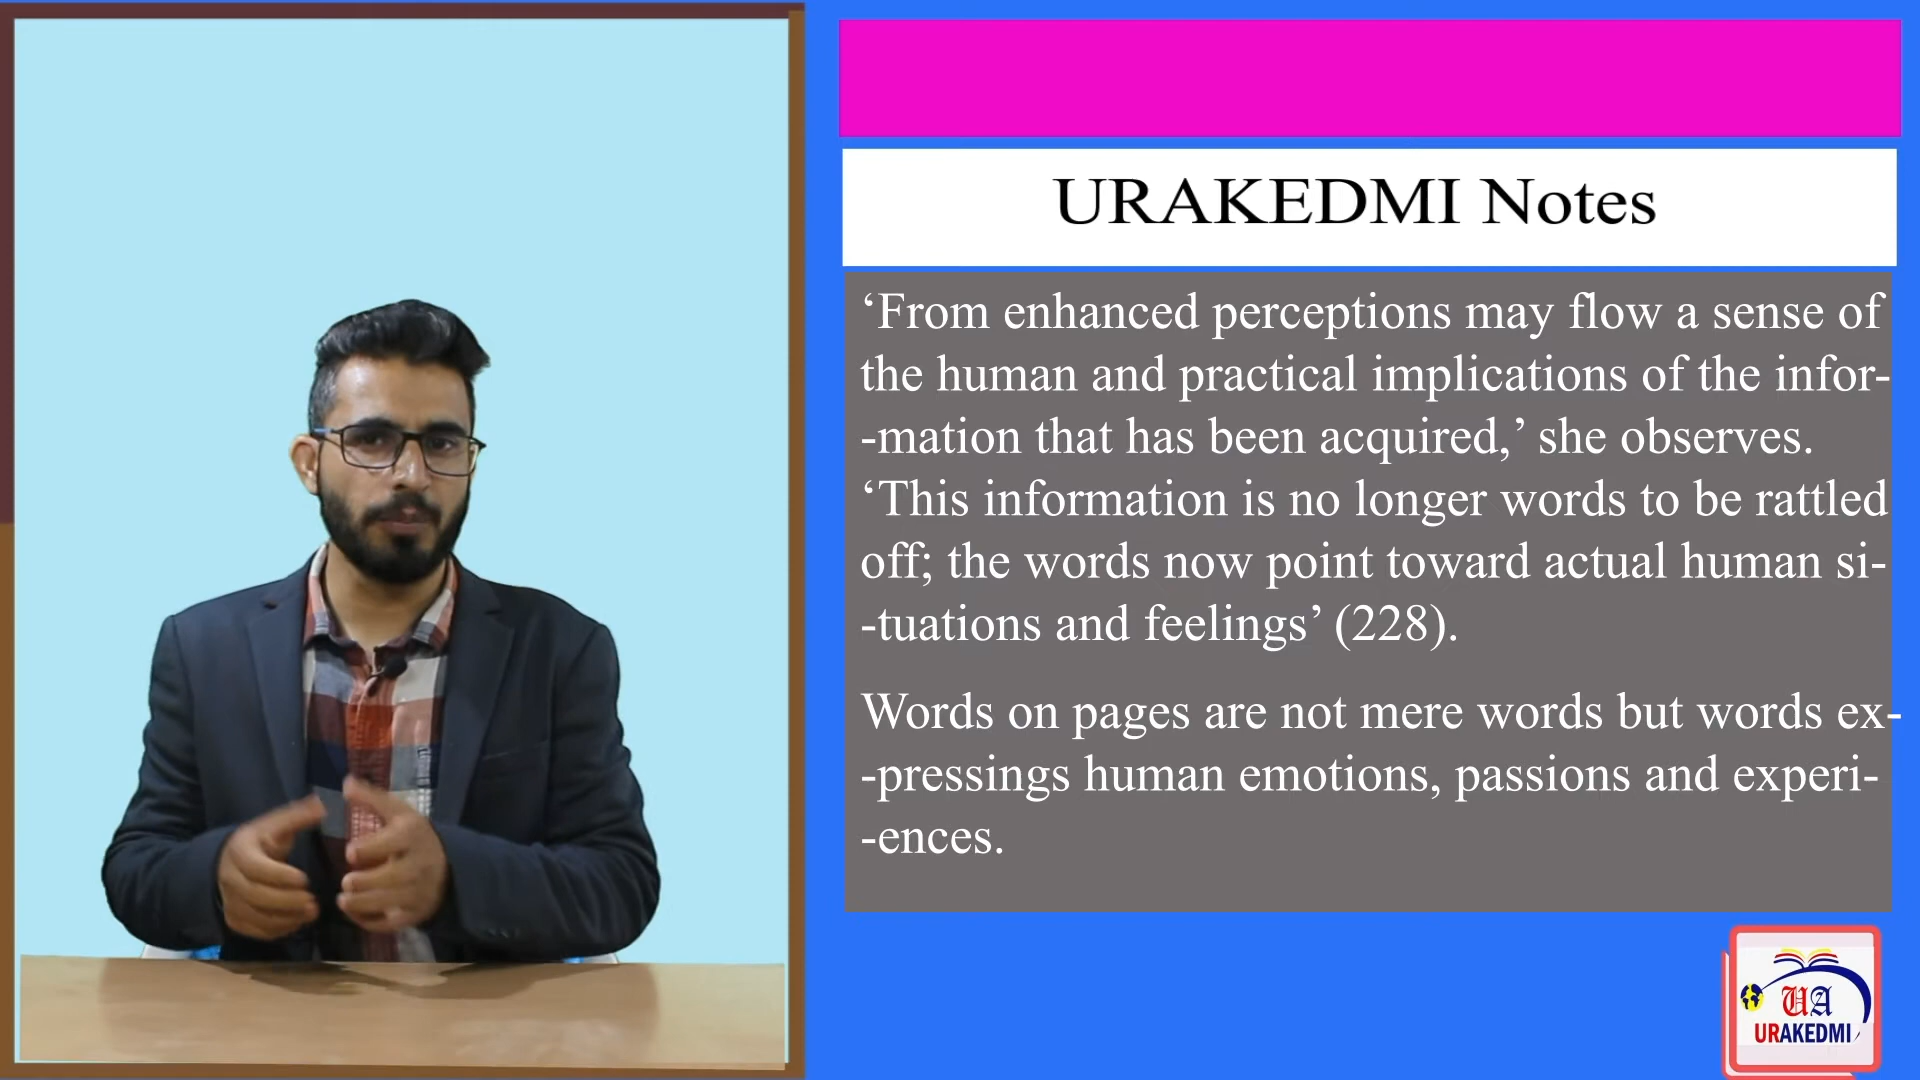 URAKEDMI Notes
‘From enhanced perceptions may flow a sense of
the human and practical implications of the infor-
-mation that has been acquired,’ she observes.
‘This information is no longer words to be rattled
off; the words now point toward actual human si-
-tuations and feelings’ (228).
Words on pages are not mere words but words ex-
-pressings human emotions, passions and experi-
-ences.
UA
URAKEDMI